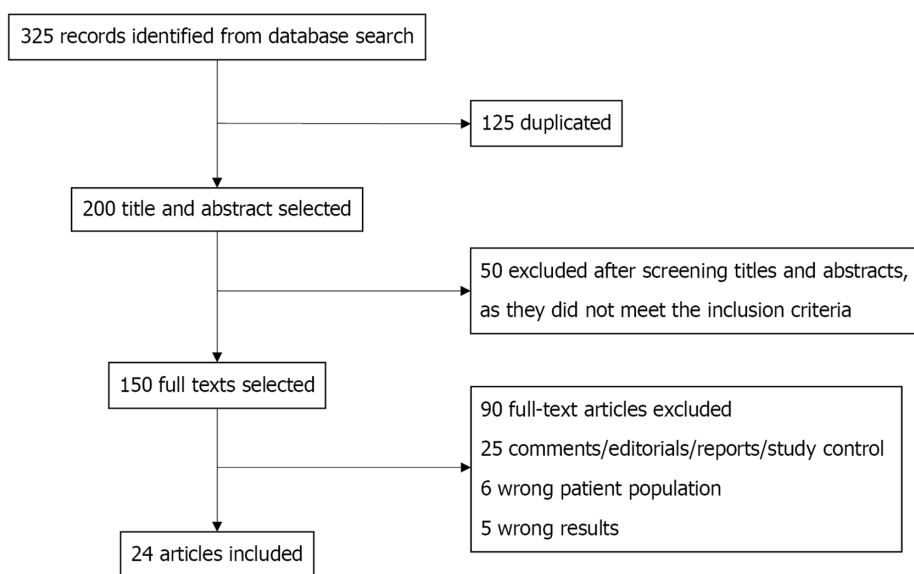 325 records identified from database search
125 duplicated
200 title and abstract selected
50 excluded after screening titles and abstracts,
as they did not meet the inclusion criteria
150 full texts selected
90 full-text articles excluded
25 comments/editorials/reports/study control
6 wrong patient population
5 wrong results
24 articles included